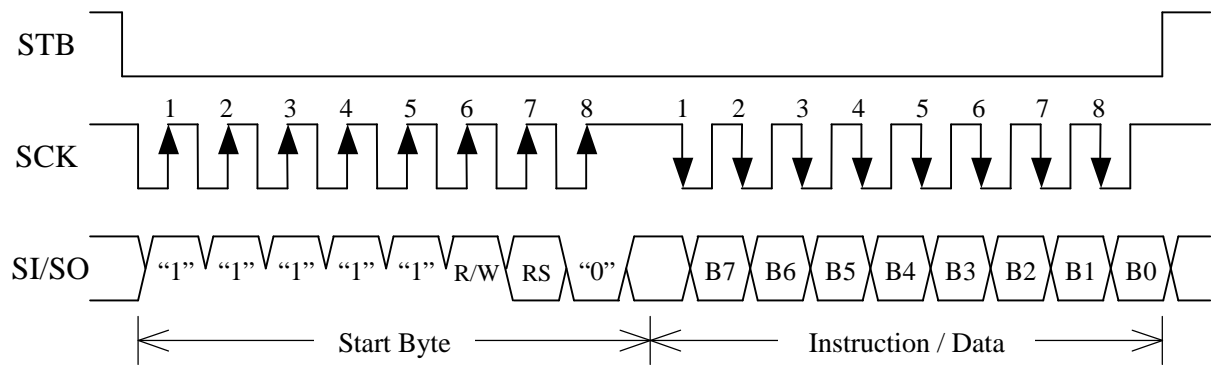 STB
1 2 3 4 5 6 7 8 1 2 3 4 5 6 7 8
SCK
SI/SO “1” “1” “1” “1” “1” R/W RS “0” B7 B6 B5 B4 B3 B2 B1 B0
Start Byte Instruction / Data